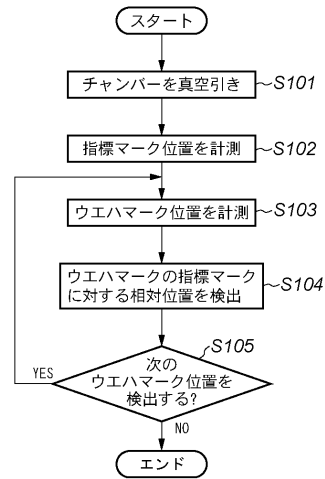 スタート
チャンバーを真空引き
S101
指標マーク位置を計測
S102
ウエハマーク位置を計測
S103
ウエハマークの指標マーク
に対する相対位置を検出
S104
S105
次の
ウエハマーク位置を
検出する?
YES
NO
エンド